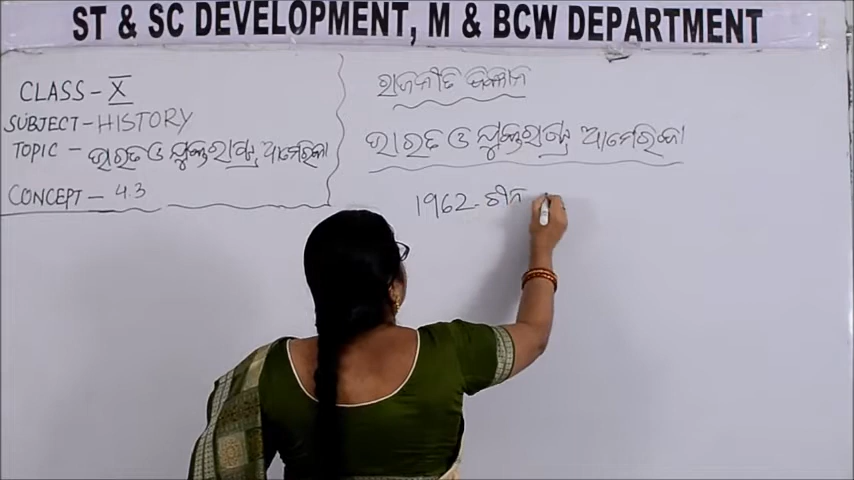 ST & SC DEVELOPMENT, M & BCW DEPARTMENT
CLASS - X
SUBJECT - HISTORY
TOPIC - ଭାରତ ଓ ଯୁକ୍ତରାଷ୍ଟ୍ର ଆମେରିକା
CONCEPT - 4.3
ରାଜନୀତି ବିଜ୍ଞାନ
ଭାରତ ଓ ଯୁକ୍ତରାଷ୍ଟ୍ର ଆମେରିକା
1962 - ଚୀନ